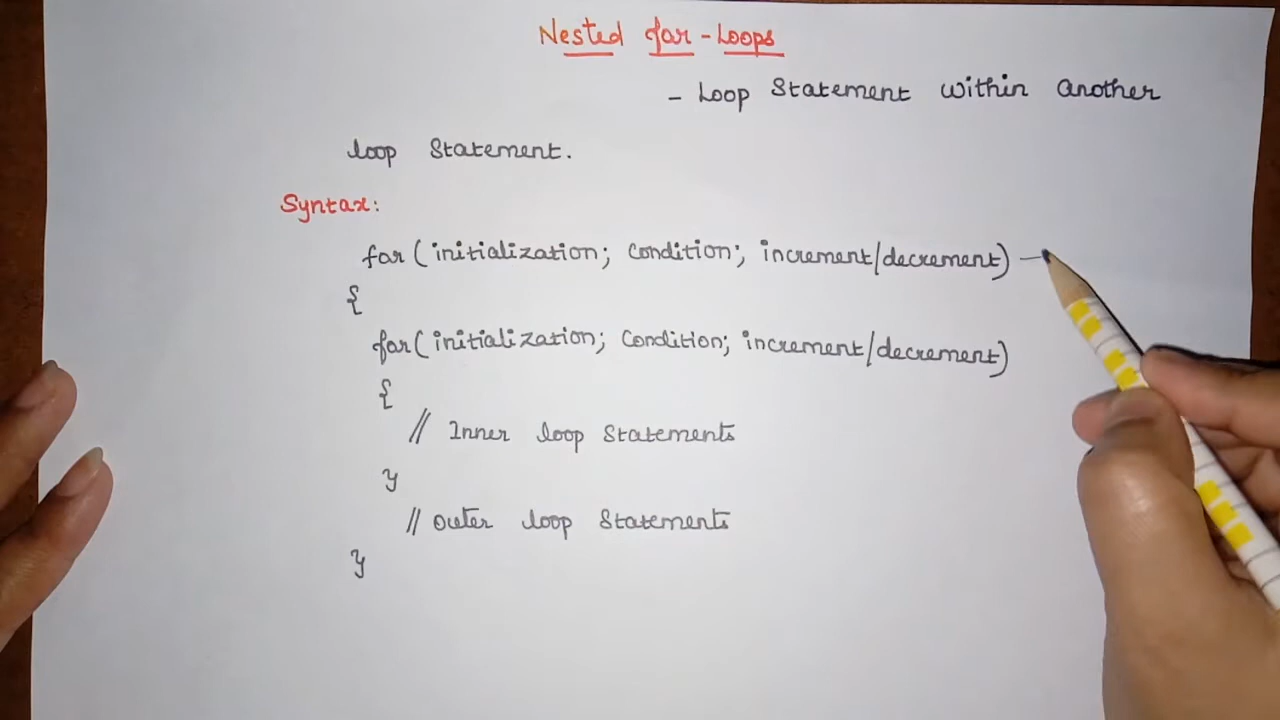 Nested for-Loops
- Loop Statement within another
loop Statement.
Syntax:
for(initialization; Condition; increment/decrement) –
{
for(initialization; Condition; increment/decrement)
{
// Inner loop Statements
}
// Outer loop Statements
}